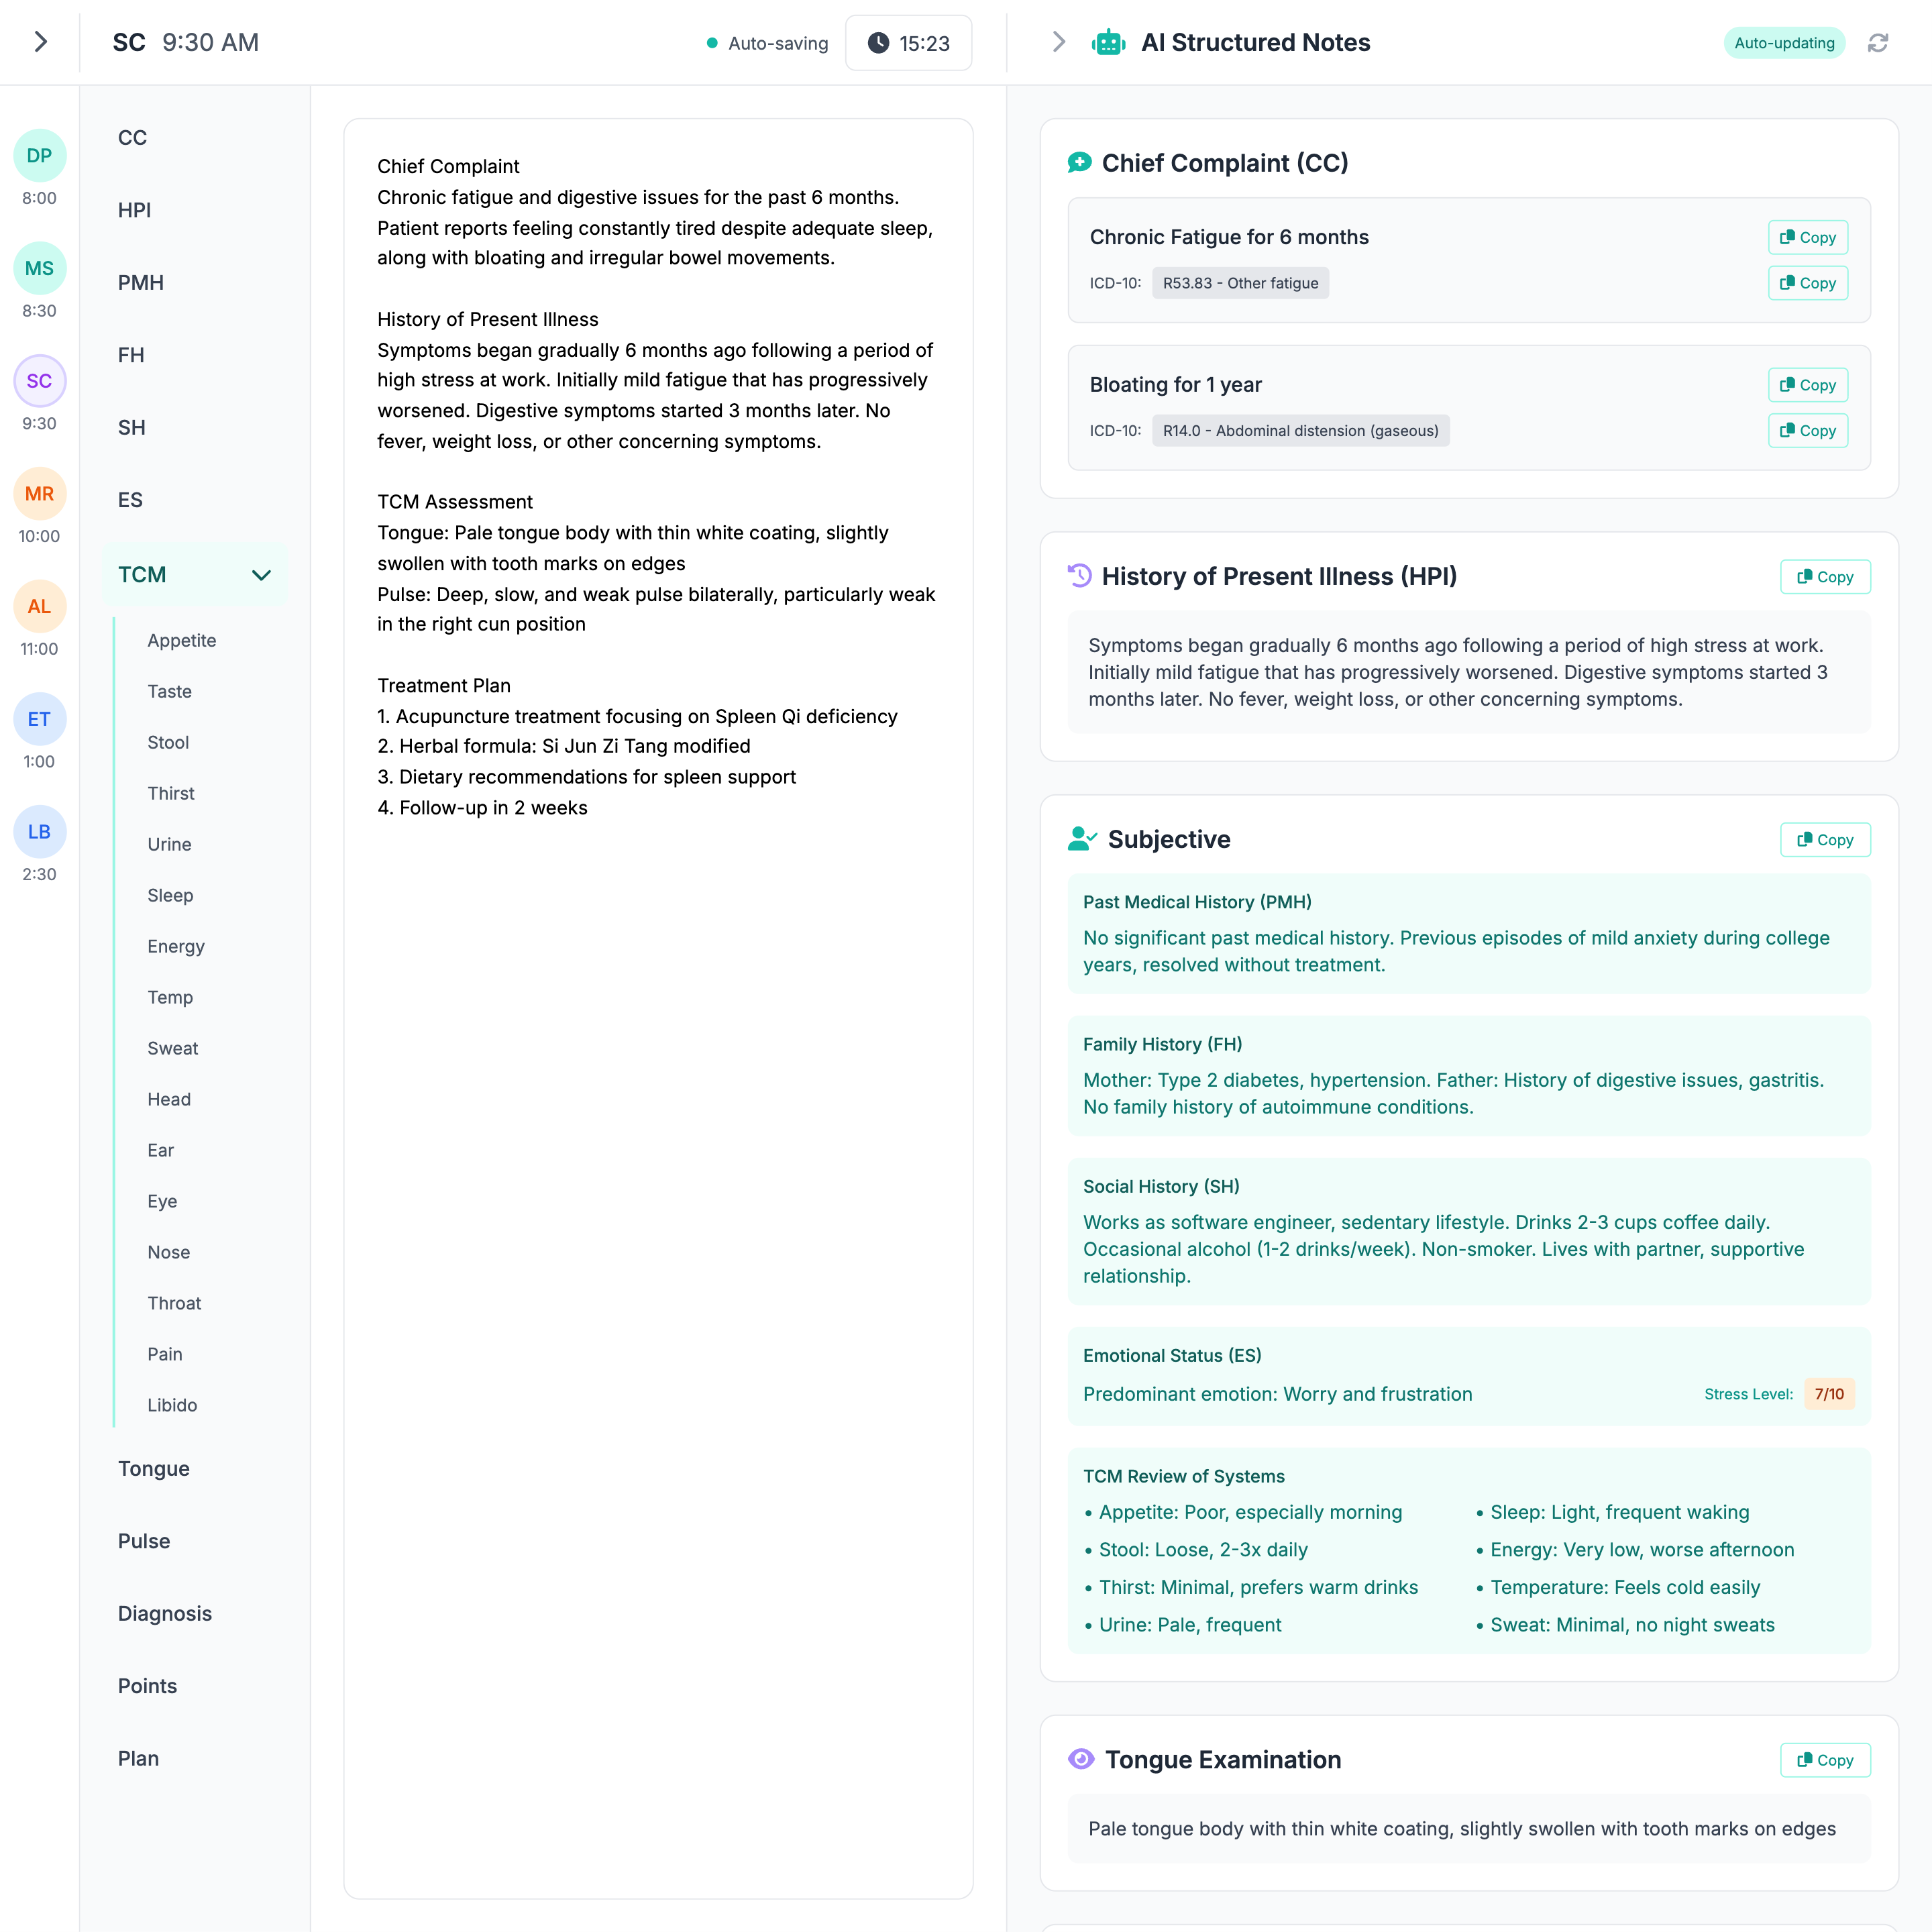 SC 9:30 AM
Auto-saving
15:23
AI Structured Notes
Auto-updating
DP
8:00
MS
8:30
SC
9:30
MR
10:00
AL
11:00
ET
1:00
LB
2:30
CC
HPI
PMH
FH
SH
ES
TCM
Appetite
Taste
Stool
Thirst
Urine
Sleep
Energy
Temp
Sweat
Head
Ear
Eye
Nose
Throat
Pain
Libido
Tongue
Pulse
Diagnosis
Points
Plan
Chief Complaint
Chronic fatigue and digestive issues for the past 6 months.
Patient reports feeling constantly tired despite adequate sleep,
along with bloating and irregular bowel movements.
History of Present Illness
Symptoms began gradually 6 months ago following a period of
high stress at work. Initially mild fatigue that has progressively
worsened. Digestive symptoms started 3 months later. No
fever, weight loss, or other concerning symptoms.
TCM Assessment
Tongue: Pale tongue body with thin white coating, slightly
swollen with tooth marks on edges
Pulse: Deep, slow, and weak pulse bilaterally, particularly weak
in the right cun position
Treatment Plan
1. Acupuncture treatment focusing on Spleen Qi deficiency
2. Herbal formula: Si Jun Zi Tang modified
3. Dietary recommendations for spleen support
4. Follow-up in 2 weeks
Chief Complaint (CC)
Chronic Fatigue for 6 months
Copy
ICD-10: R53.83 - Other fatigue
Copy
Bloating for 1 year
Copy
ICD-10: R14.0 - Abdominal distension (gaseous)
Copy
History of Present Illness (HPI)
Copy
Symptoms began gradually 6 months ago following a period of high stress at work.
Initially mild fatigue that has progressively worsened. Digestive symptoms started 3
months later. No fever, weight loss, or other concerning symptoms.
Subjective
Copy
Past Medical History (PMH)
No significant past medical history. Previous episodes of mild anxiety during college
years, resolved without treatment.
Family History (FH)
Mother: Type 2 diabetes, hypertension. Father: History of digestive issues, gastritis.
No family history of autoimmune conditions.
Social History (SH)
Works as software engineer, sedentary lifestyle. Drinks 2-3 cups coffee daily.
Occasional alcohol (1-2 drinks/week). Non-smoker. Lives with partner, supportive
relationship.
Emotional Status (ES)
Predominant emotion: Worry and frustration
Stress Level: 7/10
TCM Review of Systems
• Appetite: Poor, especially morning
• Stool: Loose, 2-3x daily
• Thirst: Minimal, prefers warm drinks
• Urine: Pale, frequent
• Sleep: Light, frequent waking
• Energy: Very low, worse afternoon
• Temperature: Feels cold easily
• Sweat: Minimal, no night sweats
Tongue Examination
Copy
Pale tongue body with thin white coating, slightly swollen with tooth marks on edges